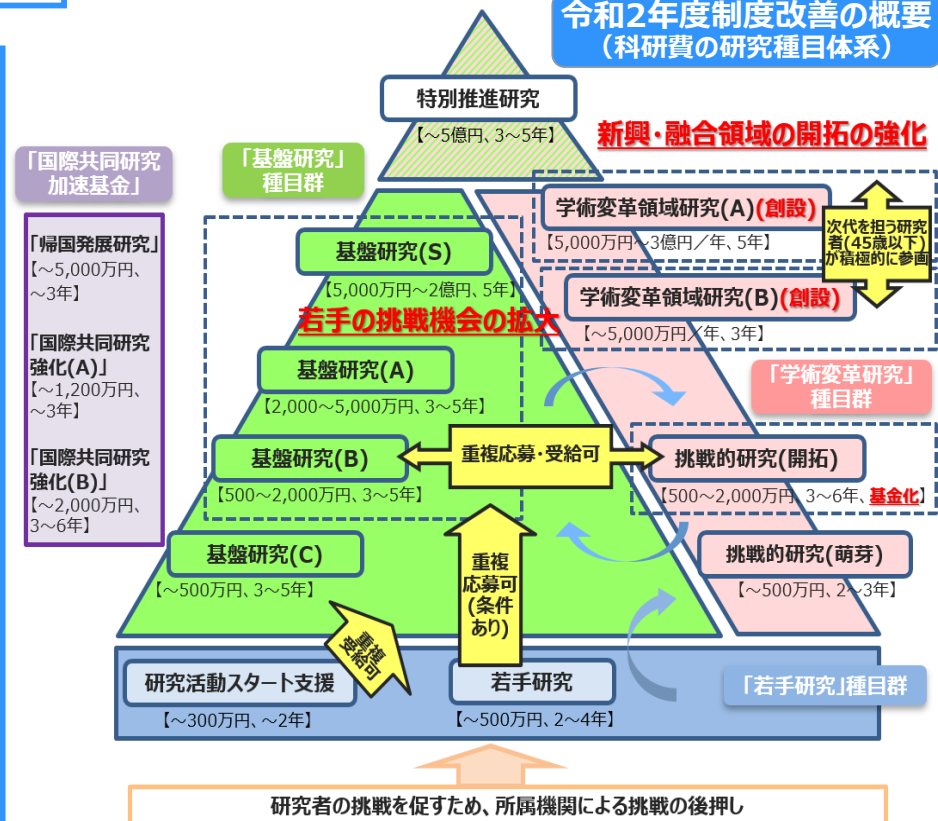 令和2年度制度改善の概要
（科研費の研究種目体系）
特別推進研究
【～5億円、3～5年】
新興・融合領域の開拓の強化
「国際共同研究
加速基金」
「帰国発展研究」
【～5,000万円、
～3年】
「国際共同研究
強化(A)」
【～1,200万円、
～3年】
「国際共同研究
強化(B)」
【～2,000万円、
3～6年】
「基盤研究」
種目群
基盤研究(S)
【5,000万円～2億円、5年】
若手の挑戦機会の拡大
基盤研究(A)
【2,000～5,000万円、3～5年】
基盤研究(B)
【500～2,000万円、3～5年】
基盤研究(C)
【～500万円、3～5年】
学術変革領域研究(A)(創設)
【5,000万円～3億円／年、5年】
学術変革領域研究(B)(創設)
【～5,000万円／年、3年】
次代を担う研究
者(45歳以下)
が積極的に参画
「学術変革研究」
種目群
重複応募・受給可
挑戦的研究(開拓)
【500～2,000万円、3～6年、基金化】
挑戦的研究(萌芽)
【～500万円、2～3年】
重複
応募可
(条件
あり)
重複
受給可
研究活動スタート支援
【～300万円、～2年】
若手研究
【～500万円、2～4年】
「若手研究」種目群
研究者の挑戦を促すため、所属機関による挑戦の後押し